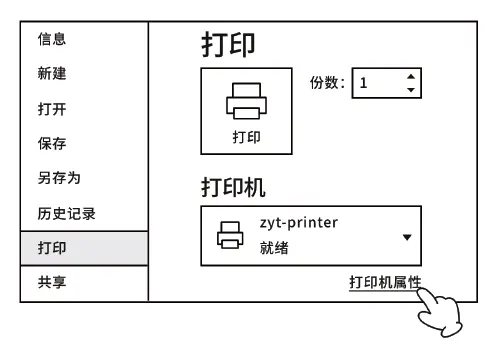 信息
新建
打开
保存
另存为
历史记录
打印
共享
打印
打印
份数：1
打印机
zyt-printer
就绪
打印机属性